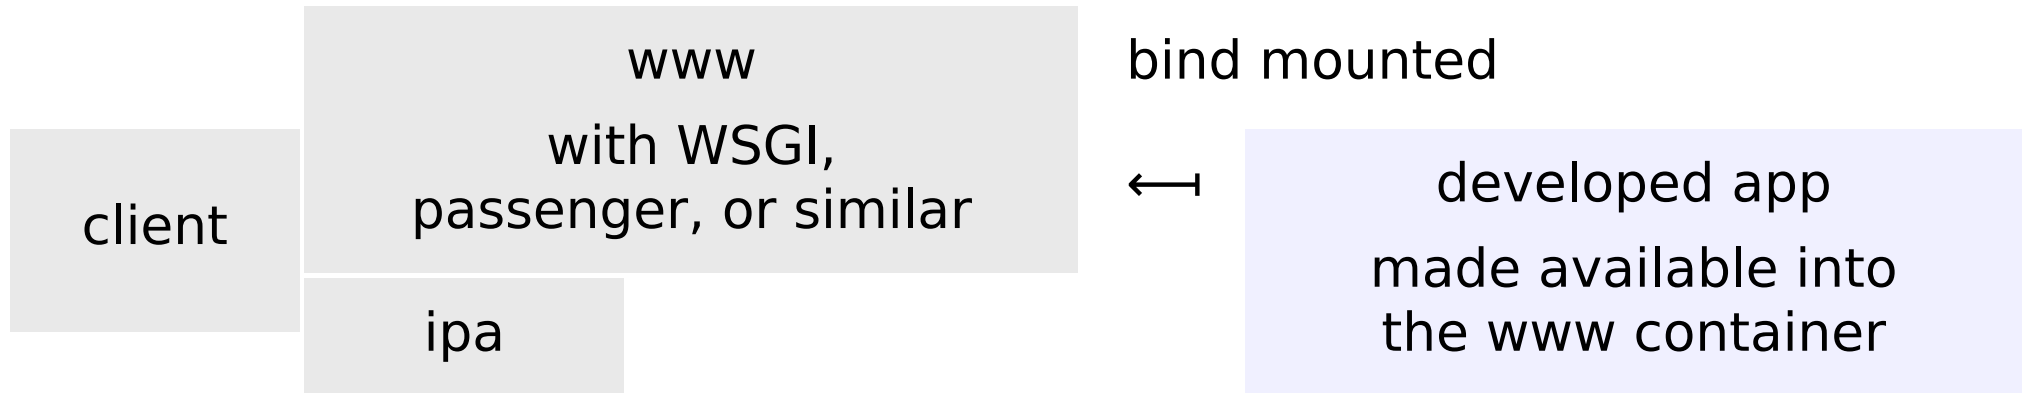 client
www
with WSGI,
passenger, or similar
ipa
bind mounted
developed app
made available into
the www container